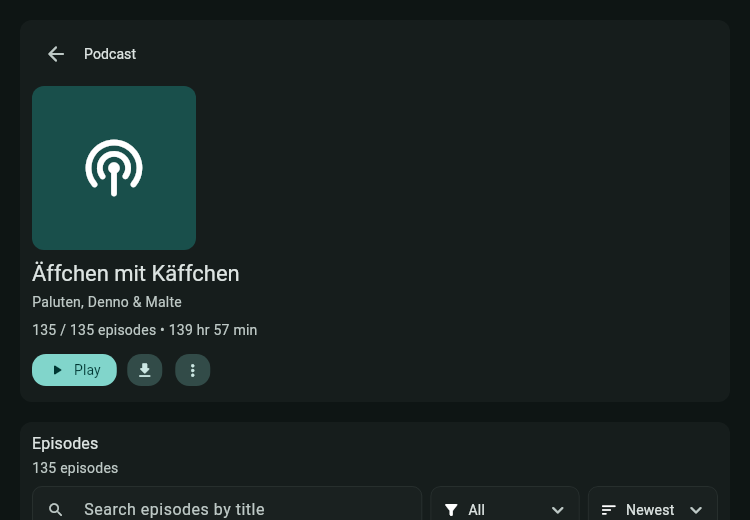 Podcast
Äffchen mit Käffchen
Paluten, Denno & Malte
135 / 135 episodes • 139 hr 57 min
Play
Episodes
135 episodes
Search episodes by title
All
Newest